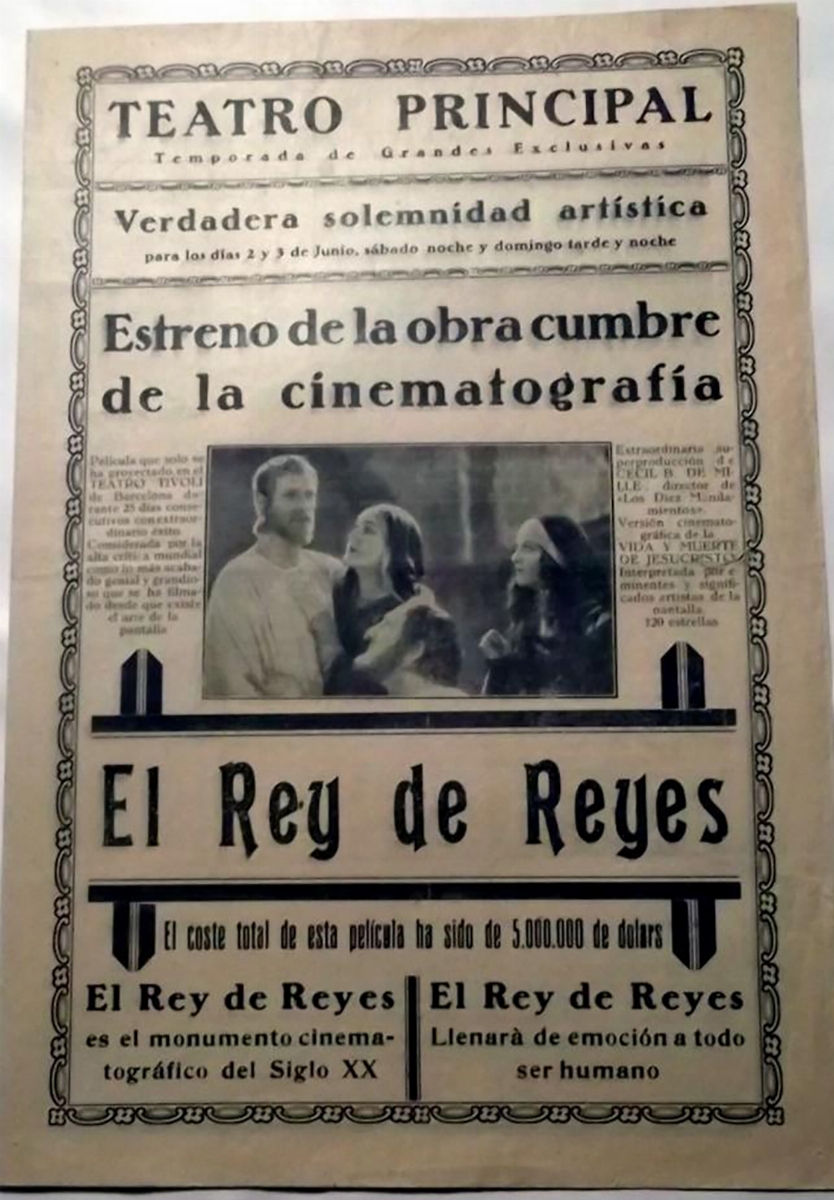 TEATRO PRINCIPAL
Temporada de Grandes Exclusivas
Verdadera solemnidad artística
para los días 2 y 3 de Junio, sábado noche y domingo tarde y noche
Estreno de la obra cumbre
de la cinematografía
Película que solo se
ha proyectado en el
TEATRO TIVOLI
de Barcelona du-
rante 25 días conse-
cutivos con extraor-
dinario éxito
Considerada por la
alta crítica mundial
como lo más acaba-
do genial y grandio-
so que se ha filma-
do desde que existe
el arte de la
pantalla
Extraordinaria su-
perproducción de
CECIL B. DE MI-
LLE, director de
«Los Diez Manda-
mientos».
Versión cinemato-
gráfica de la
VIDA Y MUERTE
DE JESUCRISTO
Interpretada por e-
minentes y signifi-
cados artistas de la
pantalla
120 estrellas
El Rey de Reyes
El coste total de esta película ha sido de 5.000.000 de dolars
El Rey de Reyes
es el monumento cinema-
tográfico del Siglo XX
El Rey de Reyes
Llenarà de emoción a todo
ser humano